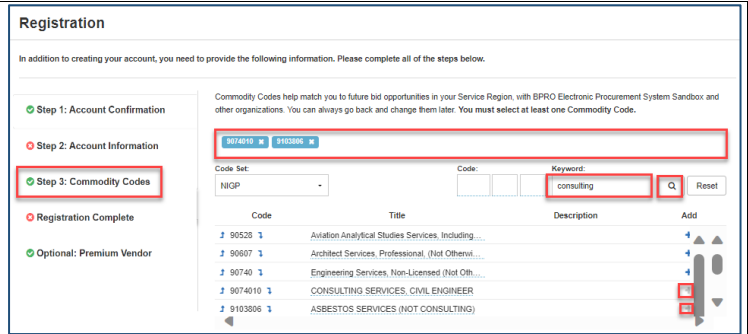 Registration
In addition to creating your account, you need to provide the following information. Please complete all of the steps below.
Step 1: Account Confirmation
Step 2: Account Information
Step 3: Commodity Codes
Registration Complete
Optional: Premium Vendor
Commodity Codes help match you to future bid opportunities in your Service Region, with BPRO Electronic Procurement System Sandbox and
other organizations. You can always go back and change them later. You must select at least one Commodity Code.
9074010 x 9103806 x
Code Set: Code: Keyword:
NIGP consulting Reset
Code Title Description Add
90528 Aviation Analytical Studies Services, Including...
90607 Architect Services, Professional, (Not Otherwi...
90740 Engineering Services, Non-Licensed (Not Oth...
9074010 CONSULTING SERVICES, CIVIL ENGINEER
9103806 ASBESTOS SERVICES (NOT CONSULTING)